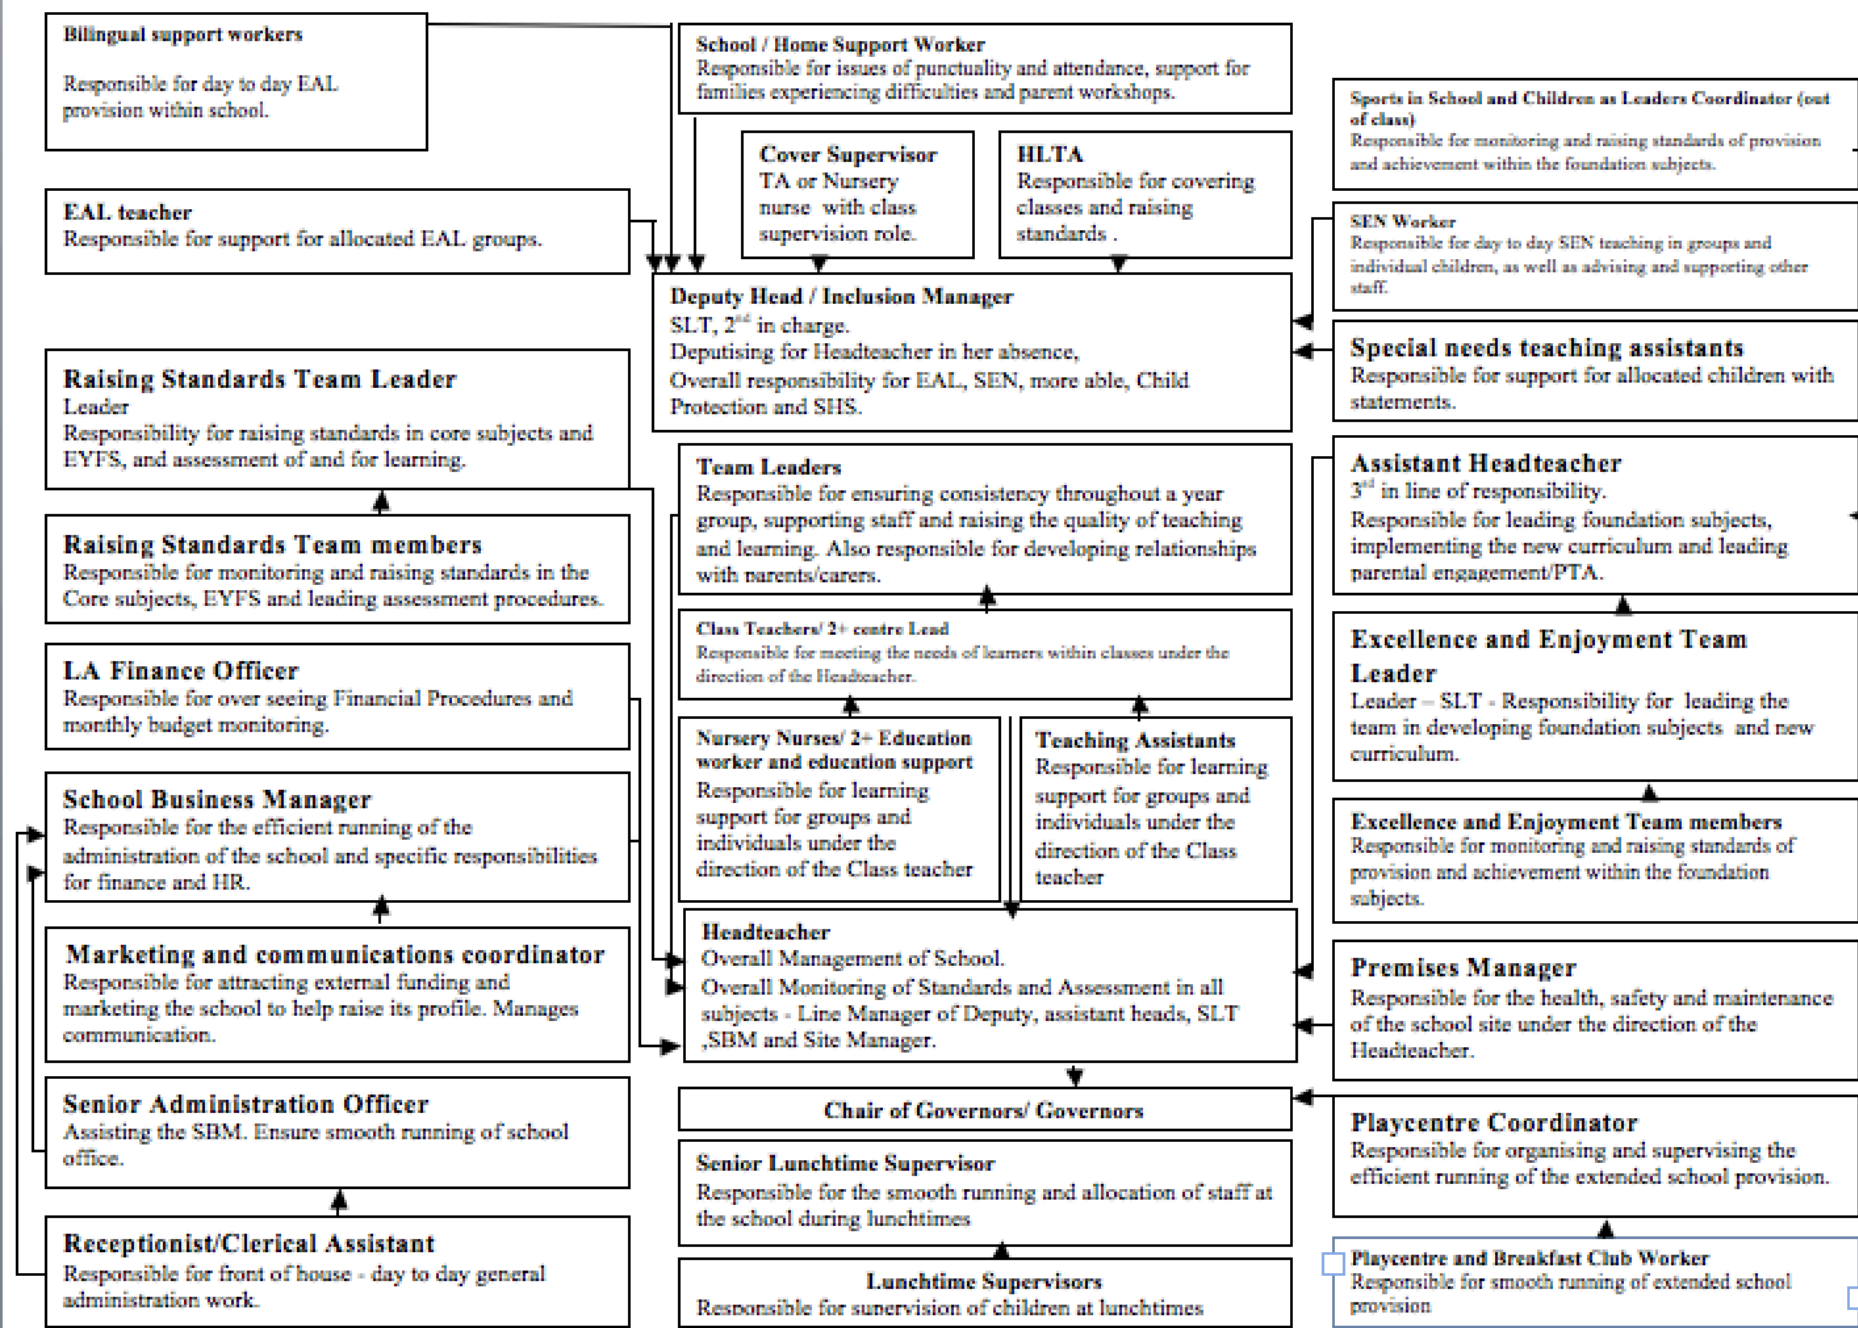 Bilingual support workers
Responsible for day to day EAL
provision within school.
School / Home Support Worker
Responsible for issues of punctuality and attendance, support for
families experiencing difficulties and parent workshops.
Sports in School and Children as Leaders Coordinator (out
of class)
Responsible for monitoring and raising standards of provision
and achievement within the foundation subjects.
Cover Supervisor
TA or Nursery
nurse with class
supervision role.
HLTA
Responsible for covering
classes and raising
standards .
EAL teacher
Responsible for support for allocated EAL groups.
SEN Worker
Responsible for day to day SEN teaching in groups and
individual children, as well as advising and supporting other
staff.
Deputy Head / Inclusion Manager
SLT, 2nd in charge.
Deputising for Headteacher in her absence,
Overall responsibility for EAL, SEN, more able, Child
Protection and SHS.
Special needs teaching assistants
Responsible for support for allocated children with
statements.
Raising Standards Team Leader
Leader
Responsibility for raising standards in core subjects and
EYFS, and assessment of and for learning.
Team Leaders
Responsible for ensuring consistency throughout a year
group, supporting staff and raising the quality of teaching
and learning. Also responsible for developing relationships
with parents/carers.
Assistant Headteacher
3rd in line of responsibility.
Responsible for leading foundation subjects,
implementing the new curriculum and leading
parental engagement/PTA.
Raising Standards Team members
Responsible for monitoring and raising standards in the
Core subjects, EYFS and leading assessment procedures.
Class Teachers/ 2+ centre Lead
Responsible for meeting the needs of learners within classes under the
direction of the Headteacher.
Excellence and Enjoyment Team
Leader
Leader – SLT - Responsibility for leading the
team in developing foundation subjects and new
curriculum.
LA Finance Officer
Responsible for over seeing Financial Procedures and
monthly budget monitoring.
Nursery Nurses/ 2+ Education
worker and education support
Responsible for learning
support for groups and
individuals under the
direction of the Class teacher
Teaching Assistants
Responsible for learning
support for groups and
individuals under the
direction of the Class
teacher
School Business Manager
Responsible for the efficient running of the
administration of the school and specific responsibilities
for finance and HR.
Excellence and Enjoyment Team members
Responsible for monitoring and raising standards of
provision and achievement within the foundation
subjects.
Marketing and communications coordinator
Responsible for attracting external funding and
marketing the school to help raise its profile. Manages
communication.
Headteacher
Overall Management of School.
Overall Monitoring of Standards and Assessment in all
subjects - Line Manager of Deputy, assistant heads, SLT
,SBM and Site Manager.
Premises Manager
Responsible for the health, safety and maintenance
of the school site under the direction of the
Headteacher.
Senior Administration Officer
Assisting the SBM. Ensure smooth running of school
office.
Chair of Governors/ Governors
Playcentre Coordinator
Responsible for organising and supervising the
efficient running of the extended school provision.
Senior Lunchtime Supervisor
Responsible for the smooth running and allocation of staff at
the school during lunchtimes
Receptionist/Clerical Assistant
Responsible for front of house - day to day general
administration work.
Lunchtime Supervisors
Responsible for supervision of children at lunchtimes
Playcentre and Breakfast Club Worker
Responsible for smooth running of extended school
provision